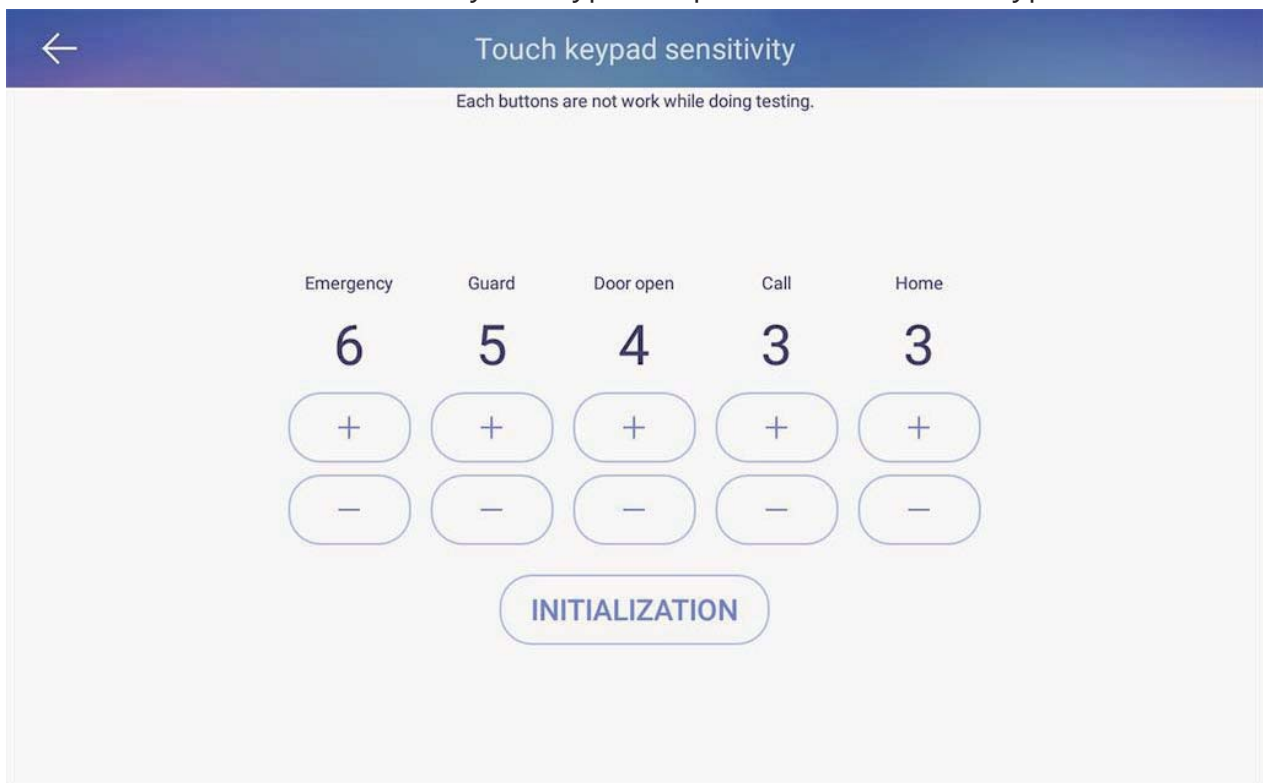 Touch keypad sensitivity
Each buttons are not work while doing testing.
Emergency Guard Door open Call Home
6 5 4 3 3
+ + + + +
− − − − −
INITIALIZATION